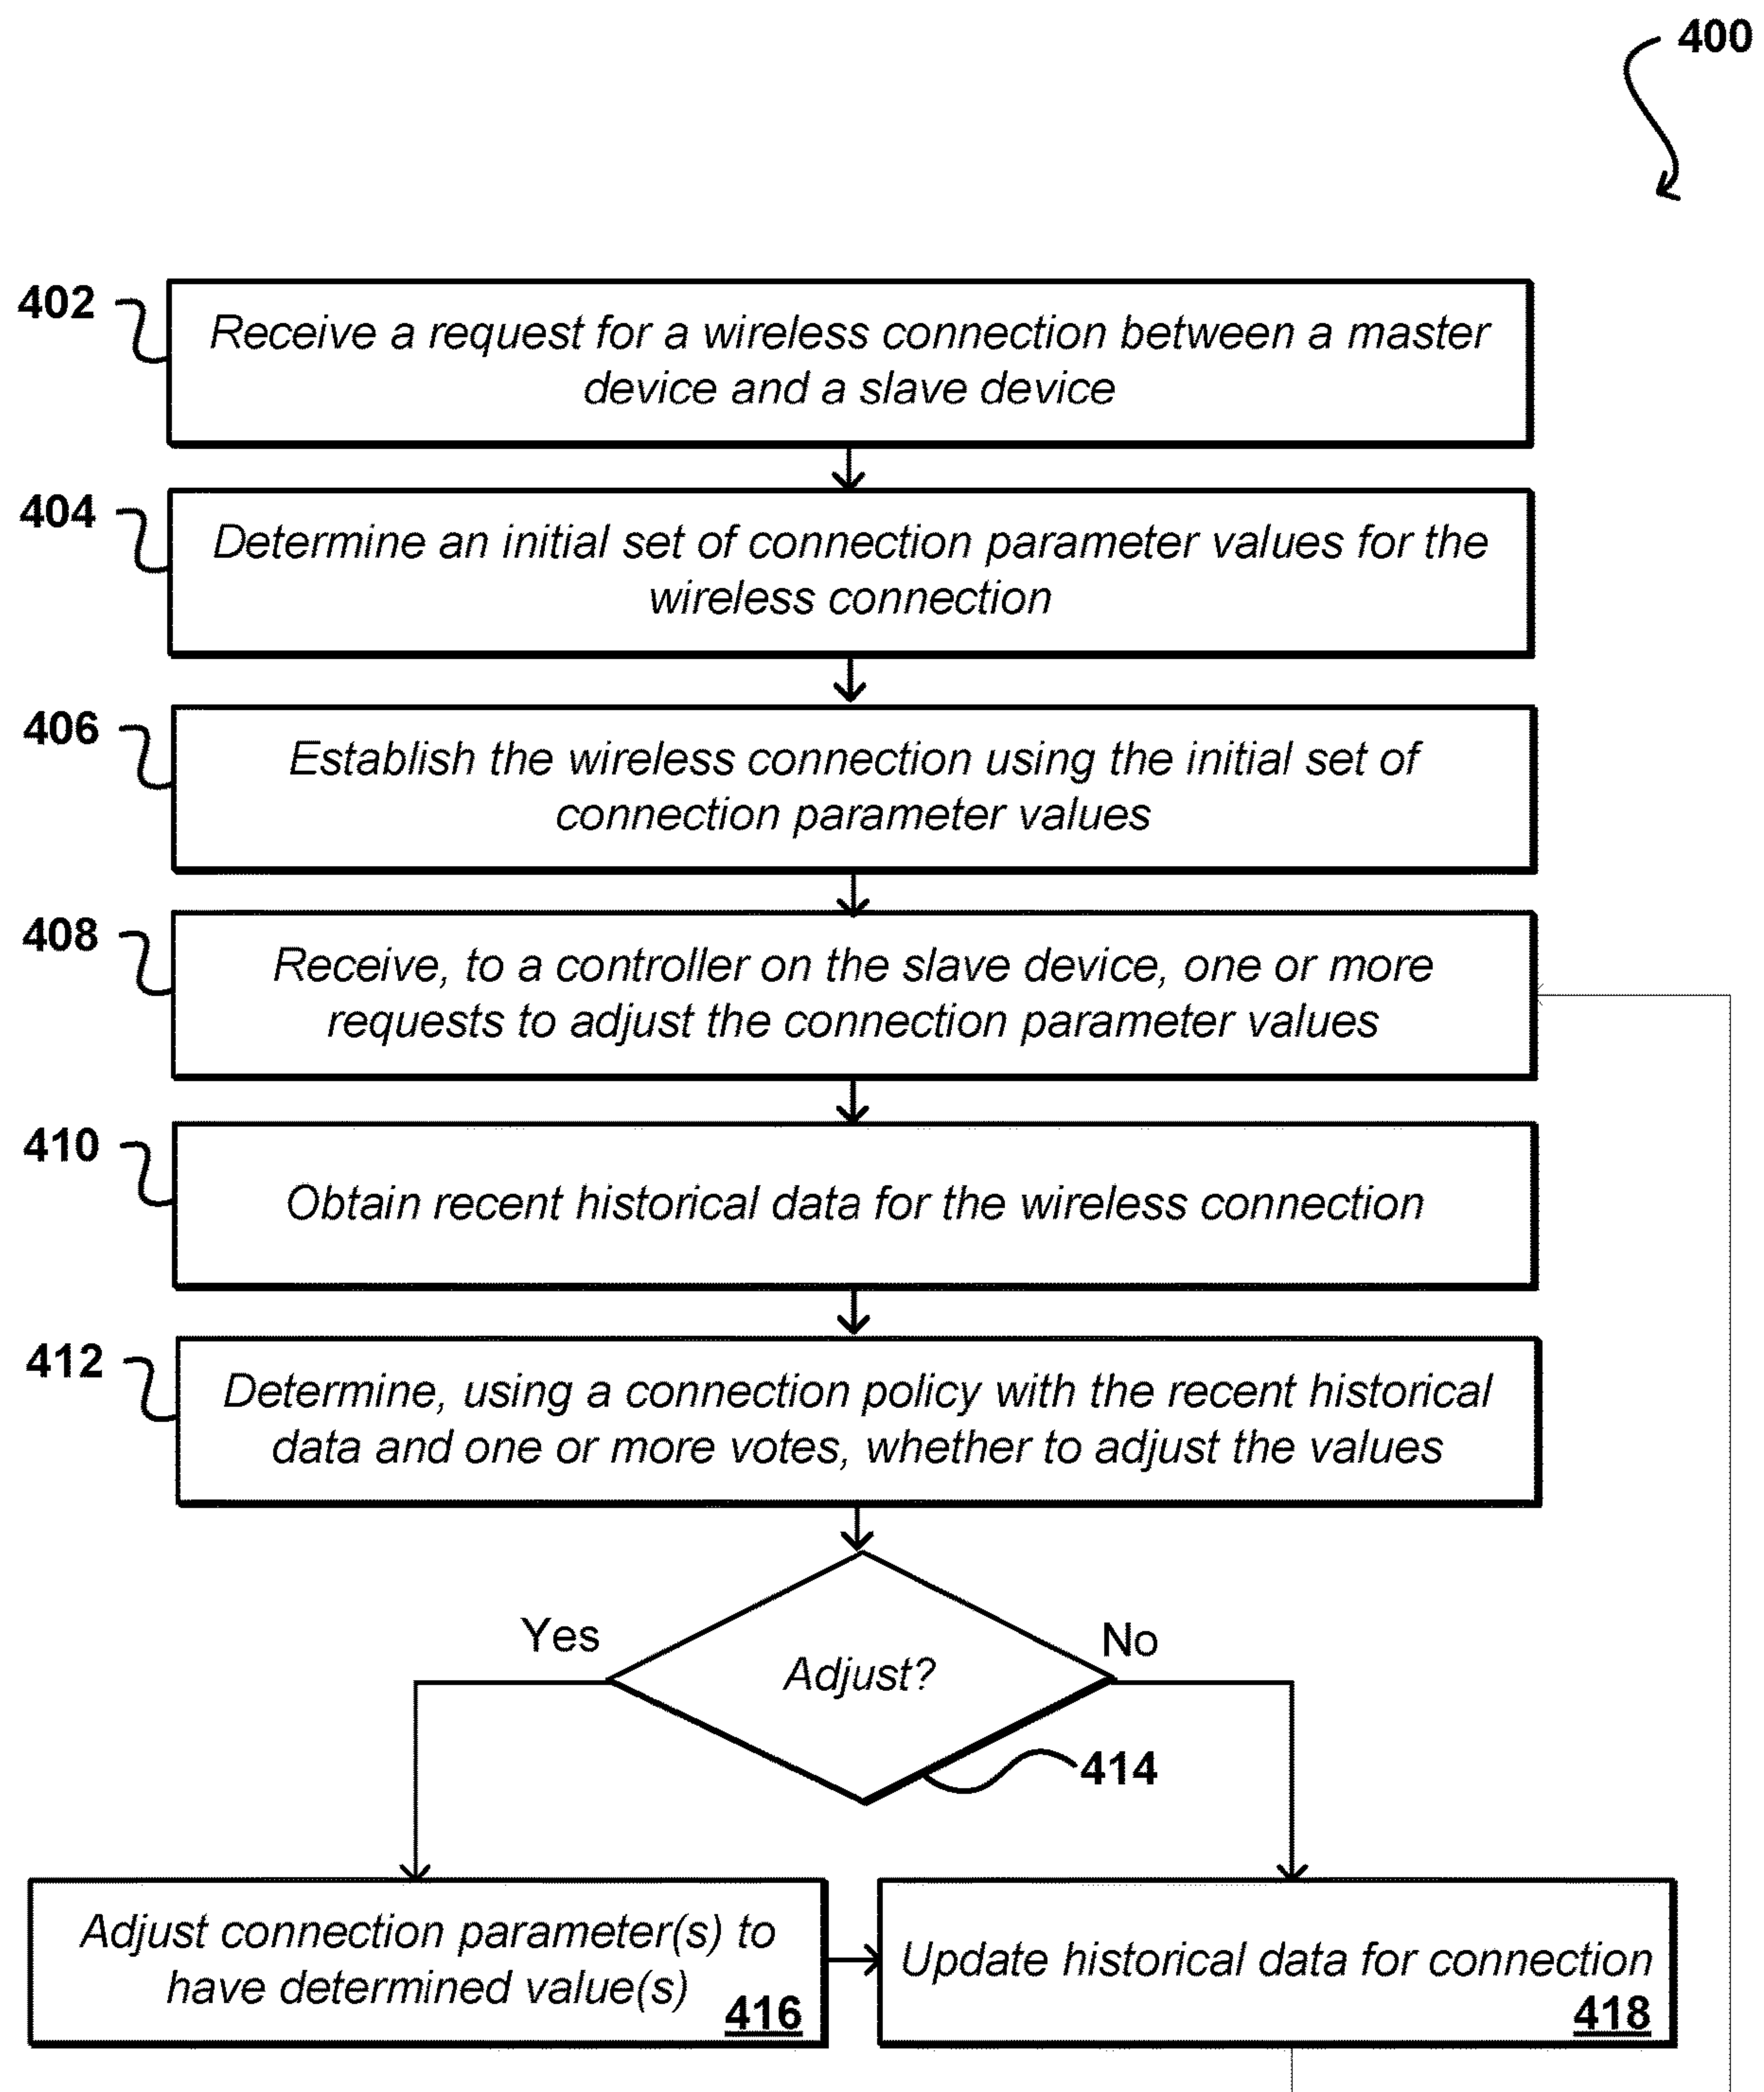 400
402
Receive a request for a wireless connection between a master
device and a slave device
404
Determine an initial set of connection parameter values for the
wireless connection
406
Establish the wireless connection using the initial set of
connection parameter values
408
Receive, to a controller on the slave device, one or more
requests to adjust the connection parameter values
410
Obtain recent historical data for the wireless connection
412
Determine, using a connection policy with the recent historical
data and one or more votes, whether to adjust the values
Yes
No
Adjust?
414
Adjust connection parameter(s) to
have determined value(s)
416
Update historical data for connection
418